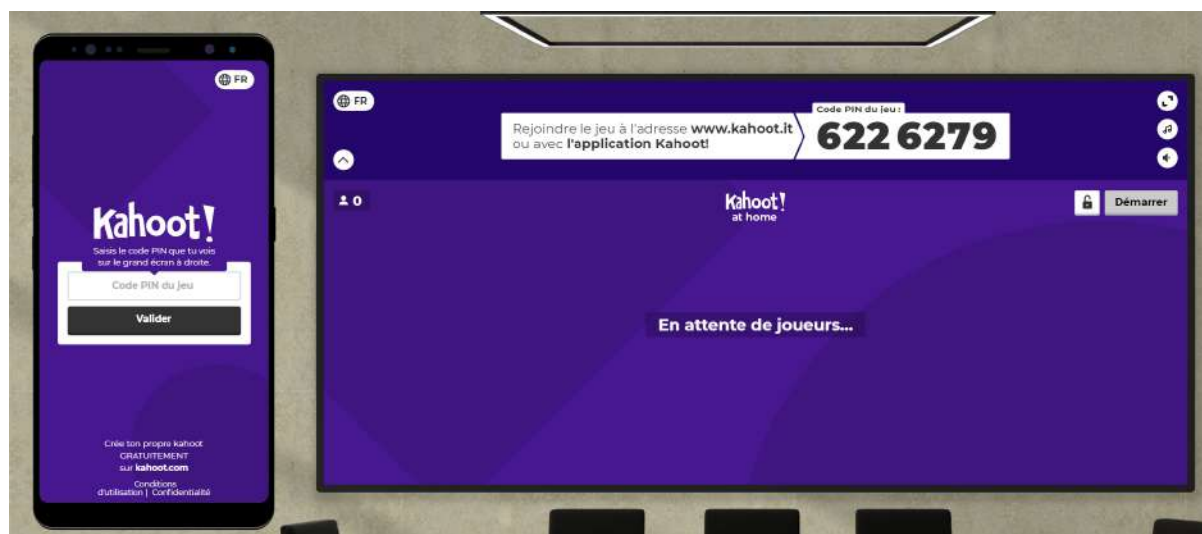 FR
Kahoot!
Saisis le code PIN que tu vois
sur le grand écran à droite.
Code PIN du jeu
Valider
Crée ton propre kahoot
GRATUITEMENT
sur kahoot.com
Conditions
d'utilisation | Confidentialité
FR
Rejoindre le jeu à l'adresse www.kahoot.it
ou avec l'application Kahoot!
Code PIN du jeu :
622 6279
0
Kahoot!
at home
Démarrer
En attente de joueurs...